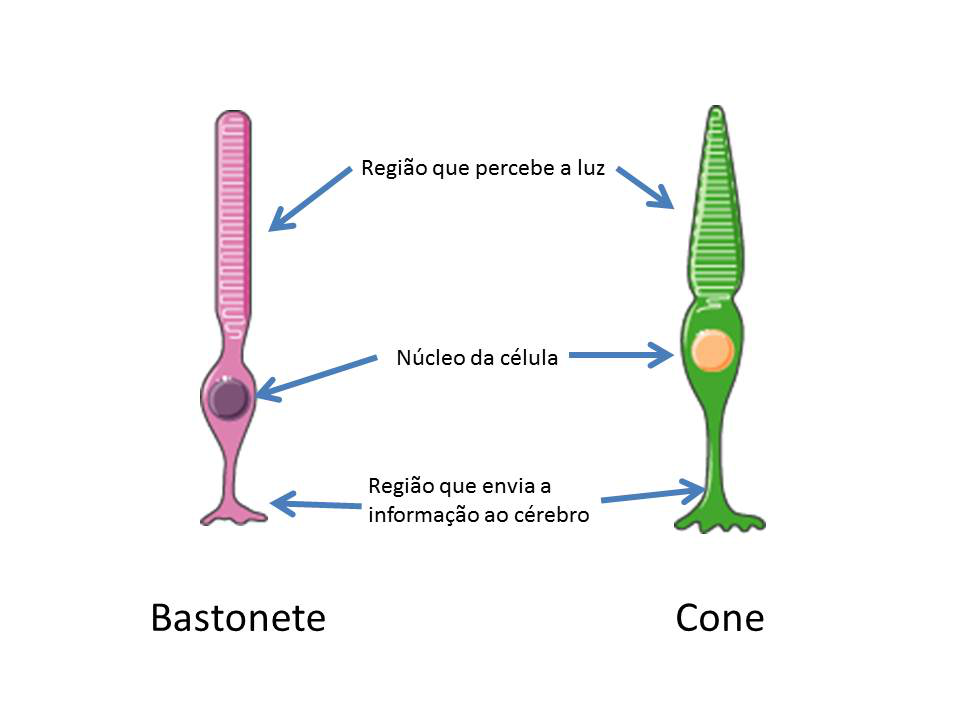 Região que percebe a luz
Núcleo da célula
Região que envia a
informação ao cérebro
Bastonete
Cone